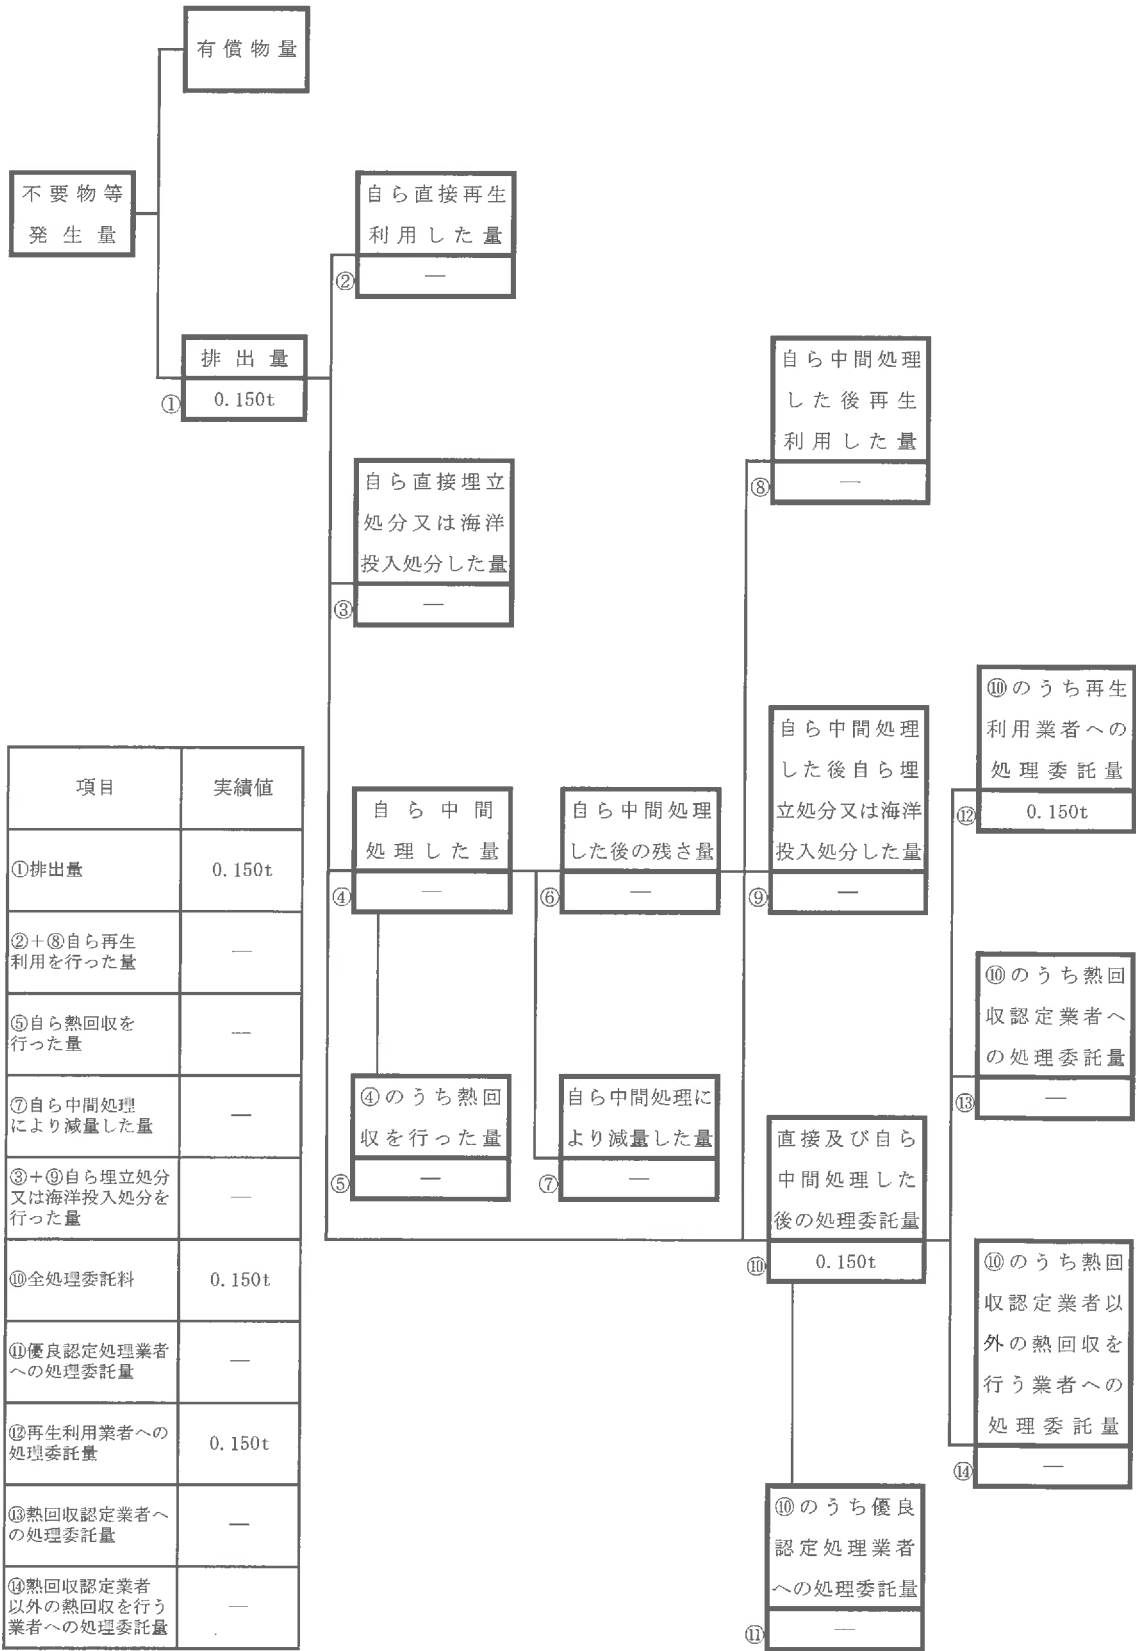 有償物量
不要物等
発生量
自ら直接再生
利用した量
②
―
排出量
①
0.150t
自ら中間処理
した後再生
利用した量
⑧
―
自ら直接埋立
処分又は海洋
投入処分した量
③
―
⑩のうち再生
利用業者への
処理委託量
⑫
0.150t
自ら中間処理
した後自ら埋
立処分又は海洋
投入処分した量
⑨
―
自ら中間
処理した量
④
―
自ら中間処理
した後の残さ量
⑥
―
⑩のうち熱回
収認定業者へ
の処理委託量
⑬
―
④のうち熱回
収を行った量
⑤
―
自ら中間処理に
より減量した量
⑦
―
直接及び自ら
中間処理した
後の処理委託量
⑩
0.150t
⑩のうち熱回
収認定業者以
外の熱回収を
行う業者への
処理委託量
⑭
―
⑩のうち優良
認定処理業者
への処理委託量
⑪
―
項目 実績値
①排出量 0.150t
②+⑧自ら再生
利用を行った量 ―
⑤自ら熱回収を
行った量 ―
⑦自ら中間処理
により減量した量 ―
③+⑨自ら埋立処分
又は海洋投入処分を
行った量 ―
⑩全処理委託料 0.150t
⑪優良認定処理業者
への処理委託量 ―
⑫再生利用業者への
処理委託量 0.150t
⑬熱回収認定業者へ
の処理委託量 ―
⑭熱回収認定業者
以外の熱回収を行う
業者への処理委託量 ―